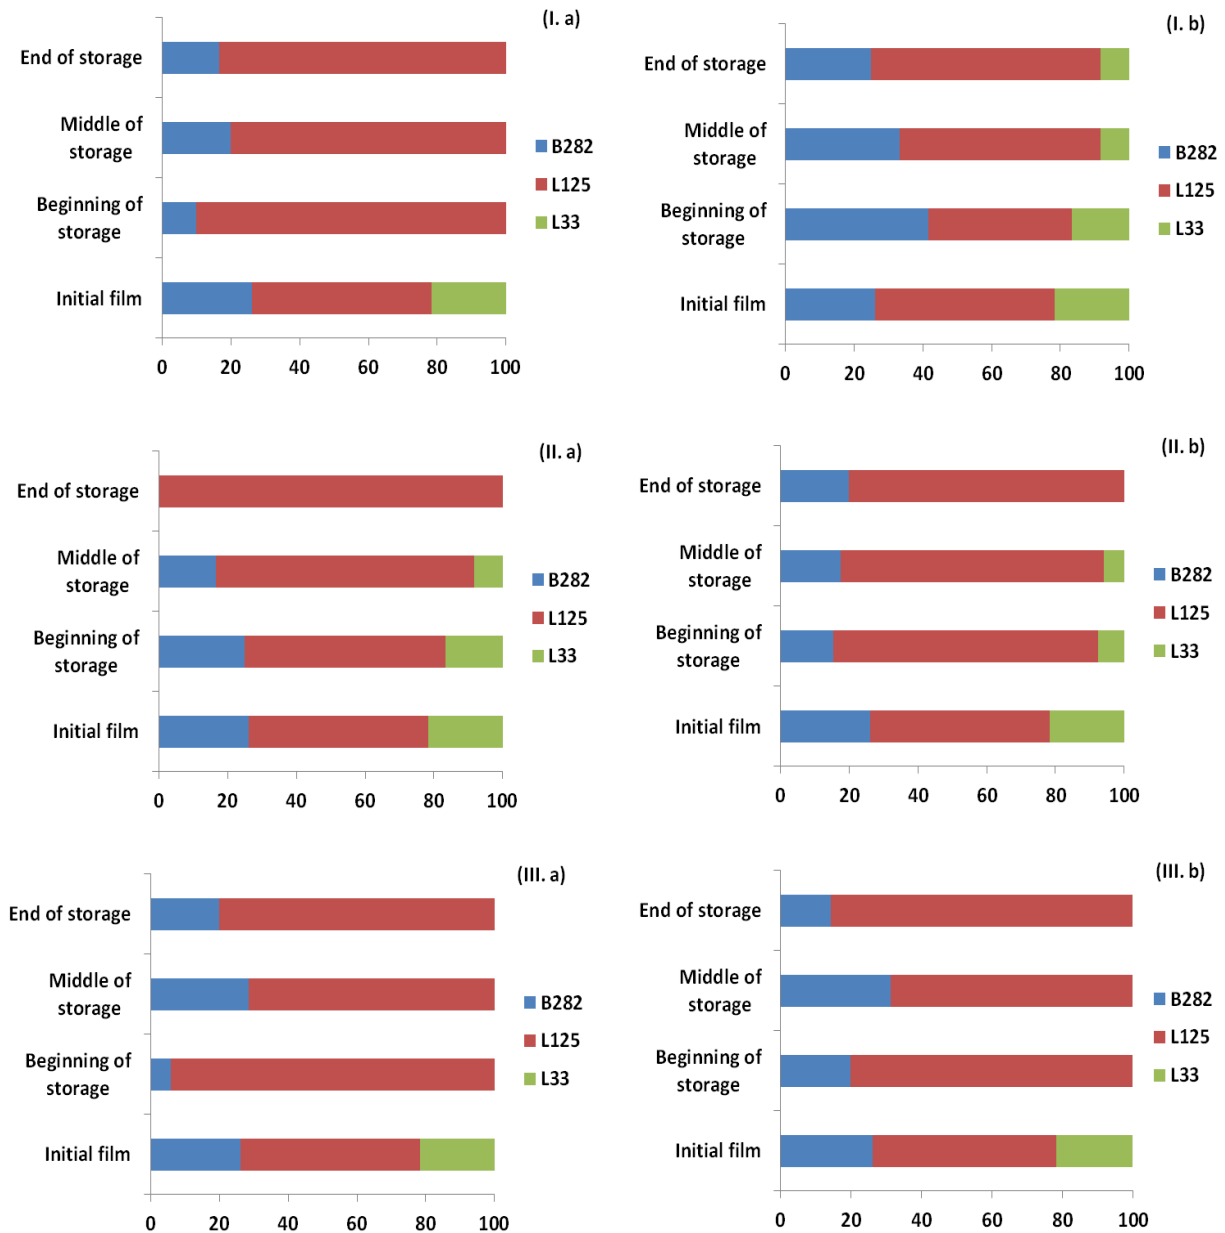 (I. a)
End of storage
Middle of
storage
Beginning of
storage
Initial film
0 20 40 60 80 100
B282
L125
L33
(I. b)
End of storage
Middle of
storage
Beginning of
storage
Initial film
0 20 40 60 80 100
B282
L125
L33
(II. a)
End of storage
Middle of
storage
Beginning of
storage
Initial film
0 20 40 60 80 100
B282
L125
L33
(II. b)
End of storage
Middle of
storage
Beginning of
storage
Initial film
0 20 40 60 80 100
B282
L125
L33
(III. a)
End of storage
Middle of
storage
Beginning of
storage
Initial film
0 20 40 60 80 100
B282
L125
L33
(III. b)
End of storage
Middle of
storage
Beginning of
storage
Initial film
0 20 40 60 80 100
B282
L125
L33